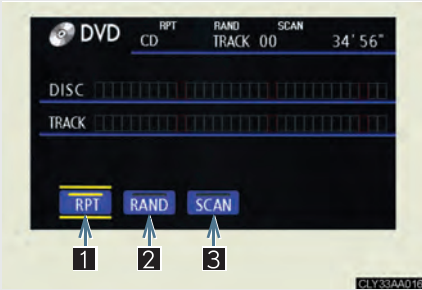 DVD RPT RAND SCAN
CD TRACK 00 34'56"
DISC
TRACK
RPT RAND SCAN
1 2 3
CLY33AA016